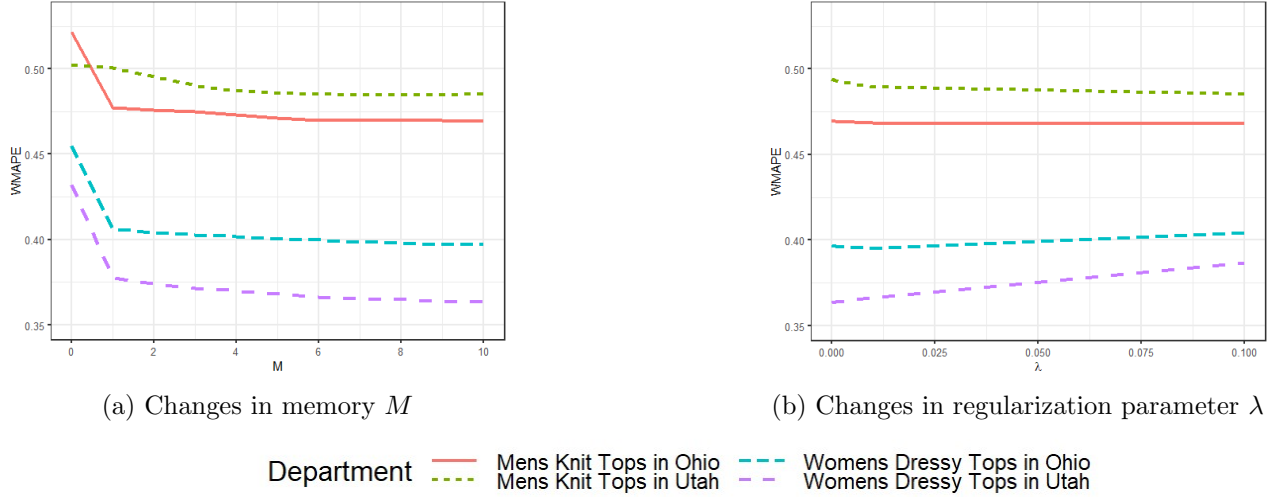 0.50
0.45
0.40
0.35
WMAPE
0 2 4 6 8 10
M
(a) Changes in memory M
0.50
0.45
0.40
0.35
WMAPE
0.000 0.025 0.050 0.075 0.100
λ
(b) Changes in regularization parameter λ
Department
Mens Knit Tops in Ohio
Mens Knit Tops in Utah
Womens Dressy Tops in Ohio
Womens Dressy Tops in Utah